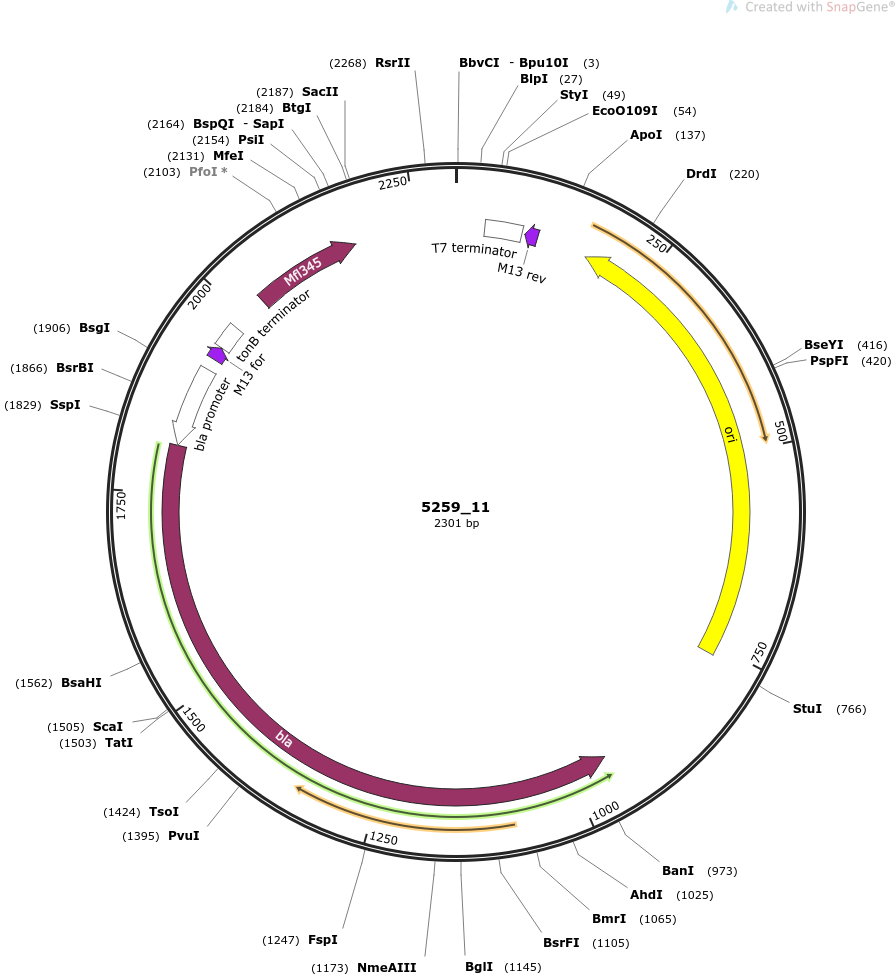 Created with SnapGene®
(2268) RsrII
BbvCI - Bpu10I (3)
BlpI (27)
(2187) SacII
StyI (49)
(2184) BtgI
EcoO109I (54)
(2164) BspQI - SapI
ApoI (137)
(2154) PsiI
(2131) MfeI
(2103) PfoI *
DrdI (220)
2250
250
T7 terminator
M13 rev
Mfl345
2000
tonB terminator
M13 for
(1906) BsgI
BseYI (416)
(1866) BsrBI
PspFI (420)
(1829) SspI
bla promoter
ori
500
1750
5259_11
2301 bp
750
(1562) BsaHI
StuI (766)
(1505) ScaI
(1503) TatI
1500
bla
(1424) TsoI
1000
(1395) PvuI
1250
BanI (973)
AhdI (1025)
BmrI (1065)
(1247) FspI
BsrFI (1105)
(1173) NmeAIII
BglI (1145)